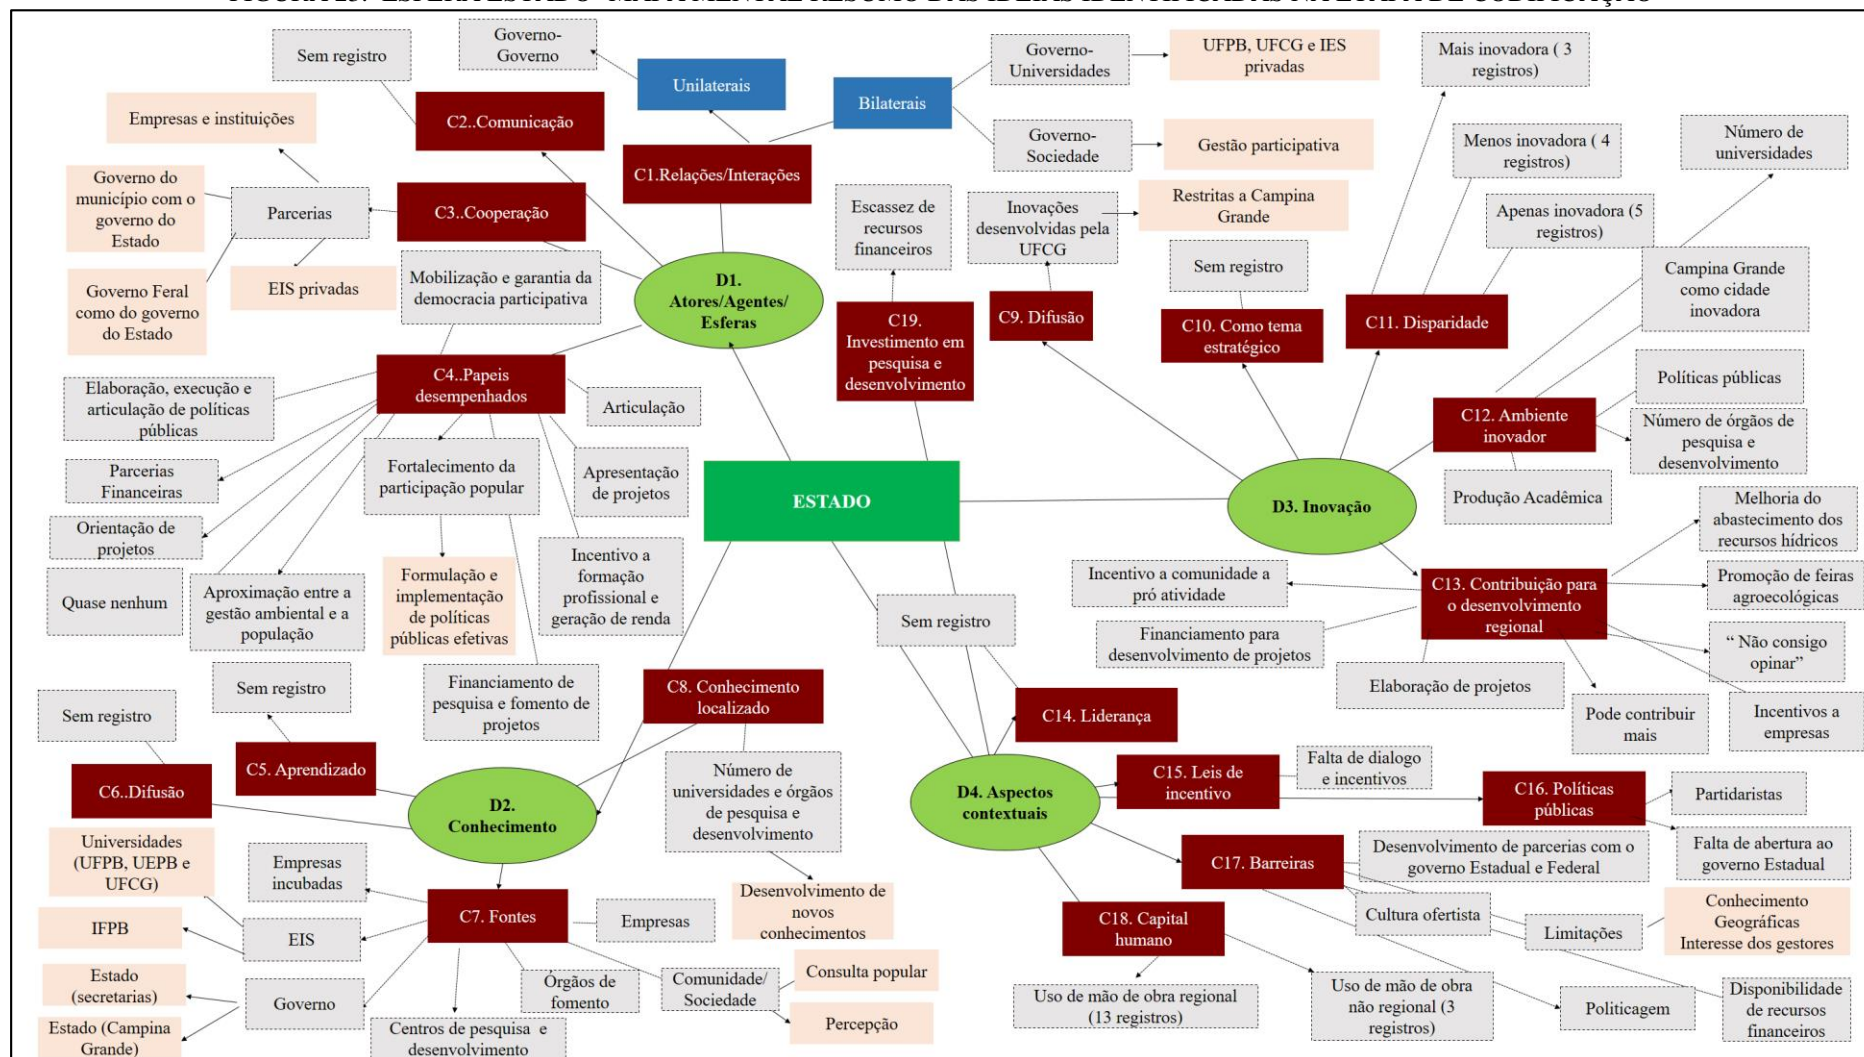 Governo-
Governo
Sem registro
Unilaterais
Bilaterais
Governo-
Universidades
UFPB, UFCG e IES
privadas
Mais inovadora ( 3
registros)
Empresas e instituições
C2..Comunicação
C1.Relações/Interações
Governo-
Sociedade
Gestão participativa
Menos inovadora ( 4
registros)
Número de
universidades
Governo do
município com o
governo do
Estado
Parcerias
C3..Cooperação
Escassez de
recursos
financeiros
Inovações
desenvolvidas pela
UFCG
Restritas a Campina
Grande
Apenas inovadora (5
registros)
Governo Feral
como do governo
do Estado
EIS privadas
Mobilização e garantia da
democracia participativa
D1.
Atores/Agentes/
Esferas
Sem registro
Campina Grande
como cidade
inovadora
C19.
Investimento em
pesquisa e
desenvolvimento
C9. Difusão
C10. Como tema
estratégico
C11. Disparidade
Elaboração, execução e
articulação de políticas
públicas
C4..Papeis
desempenhados
Articulação
Políticas públicas
C12. Ambiente
inovador
Número de órgãos de
pesquisa e
desenvolvimento
Parcerias
Financeiras
Fortalecimento da
participação popular
Apresentação
de projetos
ESTADO
D3. Inovação
Produção Acadêmica
Melhoria do
abastecimento dos
recursos hídricos
Orientação de
projetos
Quase nenhum
Aproximação entre a
gestão ambiental e a
população
Formulação e
implementação
de políticas
públicas efetivas
Incentivo a
formação
profissional e
geração de renda
Incentivo a comunidade a
pró atividade
C13. Contribuição para
o desenvolvimento
regional
Promoção de feiras
agroecológicas
Sem registro
Financiamento para
desenvolvimento de projetos
“ Não consigo
opinar”
Elaboração de projetos
Pode contribuir
mais
Incentivos a
empresas
Sem registro
Sem registro
Financiamento de
pesquisa e fomento de
projetos
C8. Conhecimento
localizado
C14. Liderança
C5. Aprendizado
C6..Difusão
D2.
Conhecimento
Número de
universidades e órgãos
de pesquisa e
desenvolvimento
D4. Aspectos
contextuais
C15. Leis de
incentivo
Falta de dialogo
e incentivos
C16. Políticas
públicas
Partidaristas
Falta de abertura ao
governo Estadual
Universidades
(UFPB, UEPB e
UFCG)
Empresas
incubadas
C7. Fontes
Empresas
Desenvolvimento de
novos
conhecimentos
C17. Barreiras
Desenvolvimento de parcerias com o
governo Estadual e Federal
IFPB
EIS
C18. Capital
humano
Cultura ofertista
Limitações
Conhecimento
Geográficas
Interesse dos gestores
Estado
(secretarias)
Governo
Órgãos de
fomento
Comunidade/
Sociedade
Consulta popular
Percepção
Uso de mão de obra regional
(13 registros)
Uso de mão de obra
não regional (3
registros)
Politicagem
Disponibilidade
de recursos
financeiros
Estado (Campina
Grande)
Centros de pesquisa e
desenvolvimento